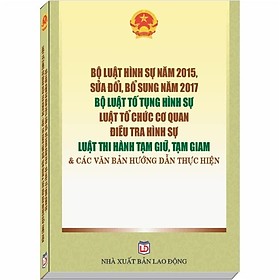 BỘ LUẬT HÌNH SỰ NĂM 2015,
SỬA ĐỔI, BỔ SUNG NĂM 2017
BỘ LUẬT TỐ TỤNG HÌNH SỰ
LUẬT TỔ CHỨC CƠ QUAN
ĐIỀU TRA HÌNH SỰ
LUẬT THI HÀNH TẠM GIỮ, TẠM GIAM
& CÁC VĂN BẢN HƯỚNG DẪN THỰC HIỆN
NHÀ XUẤT BẢN LAO ĐỘNG